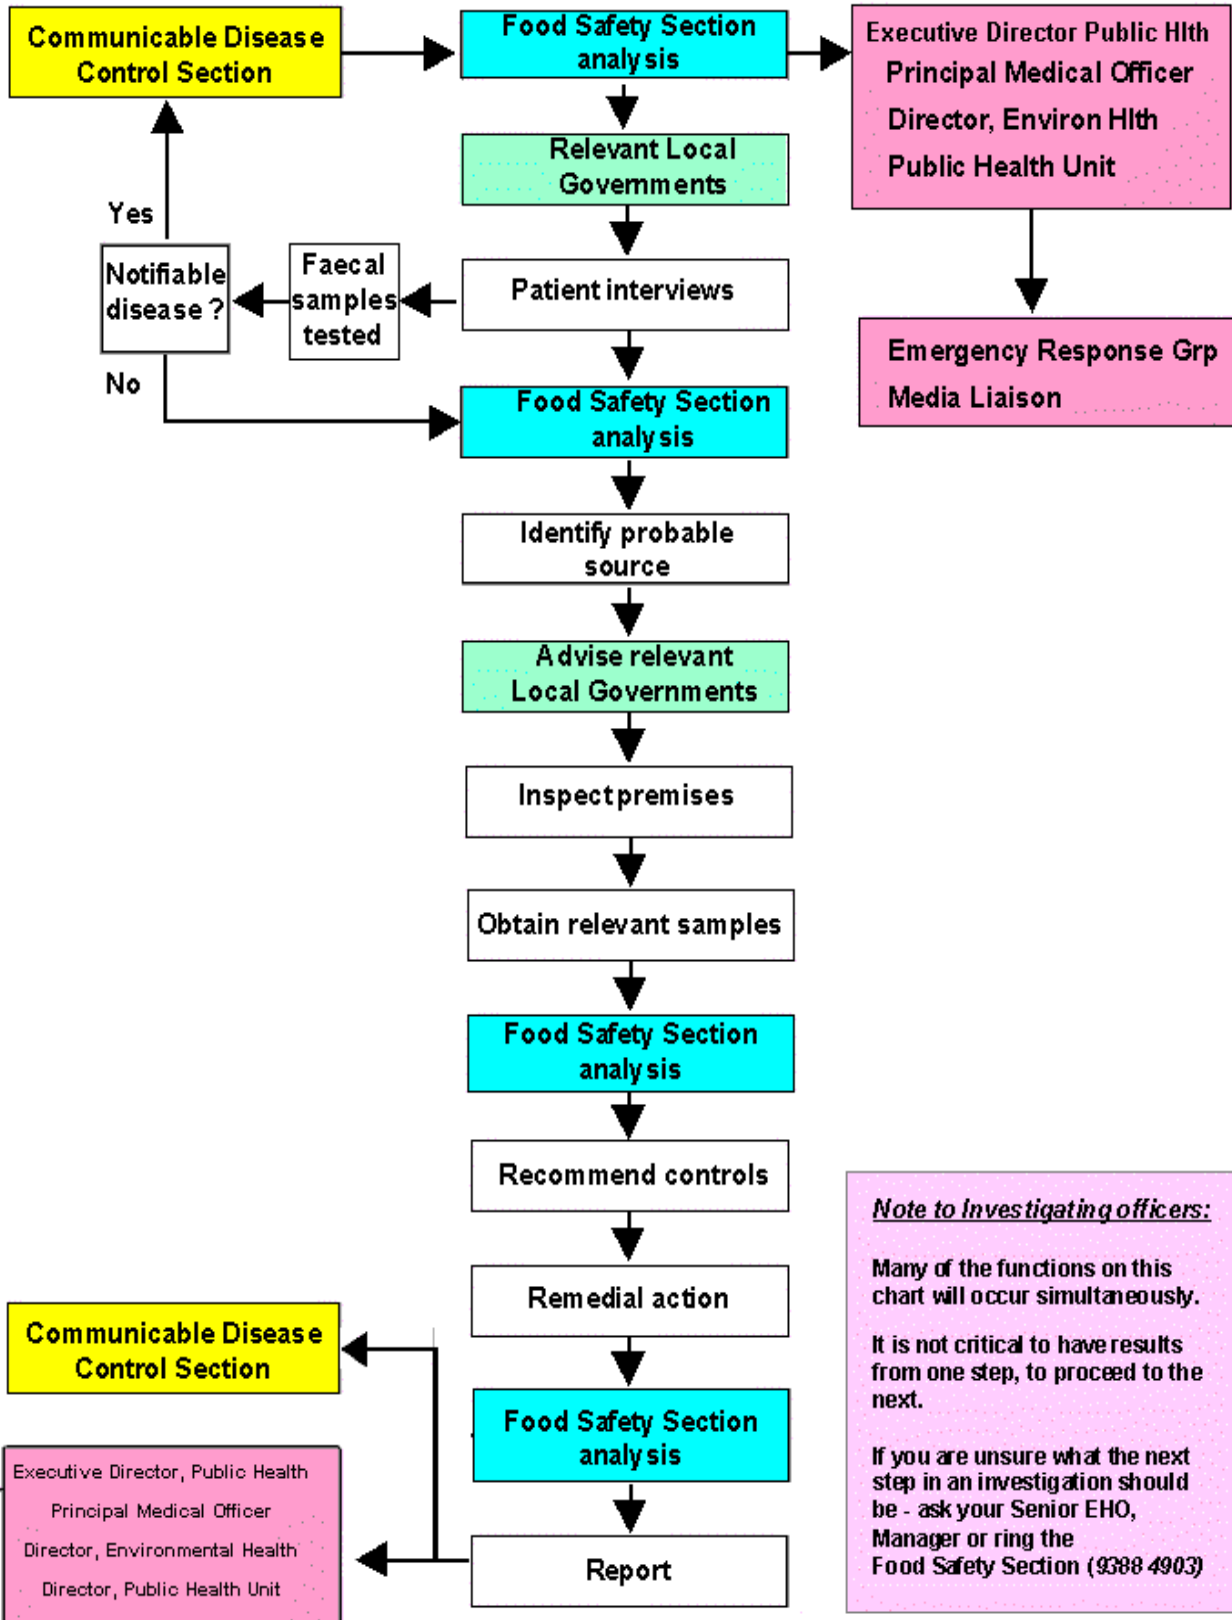 Communicable Disease
Control Section
Food Safety Section
analysis
Executive Director Public Hlth
Principal Medical Officer
Director, Environ Hlth
Public Health Unit
Relevant Local
Governments
Yes
Notifiable
disease ?
Faecal
samples
tested
Patient interviews
No
Emergency Response Grp
Media Liaison
Food Safety Section
analysis
Identify probable
source
Advise relevant
Local Governments
Inspect premises
Obtain relevant samples
Food Safety Section
analysis
Recommend controls
Remedial action
Communicable Disease
Control Section
Food Safety Section
analysis
Executive Director, Public Health
Principal Medical Officer
Director, Environmental Health
Director, Public Health Unit
Report
Note to Investigating officers:
Many of the functions on this
chart will occur simultaneously.
It is not critical to have results
from one step, to proceed to the
next.
If you are unsure what the next
step in an investigation should
be - ask your Senior EHO,
Manager or ring the
Food Safety Section (9388 4903)